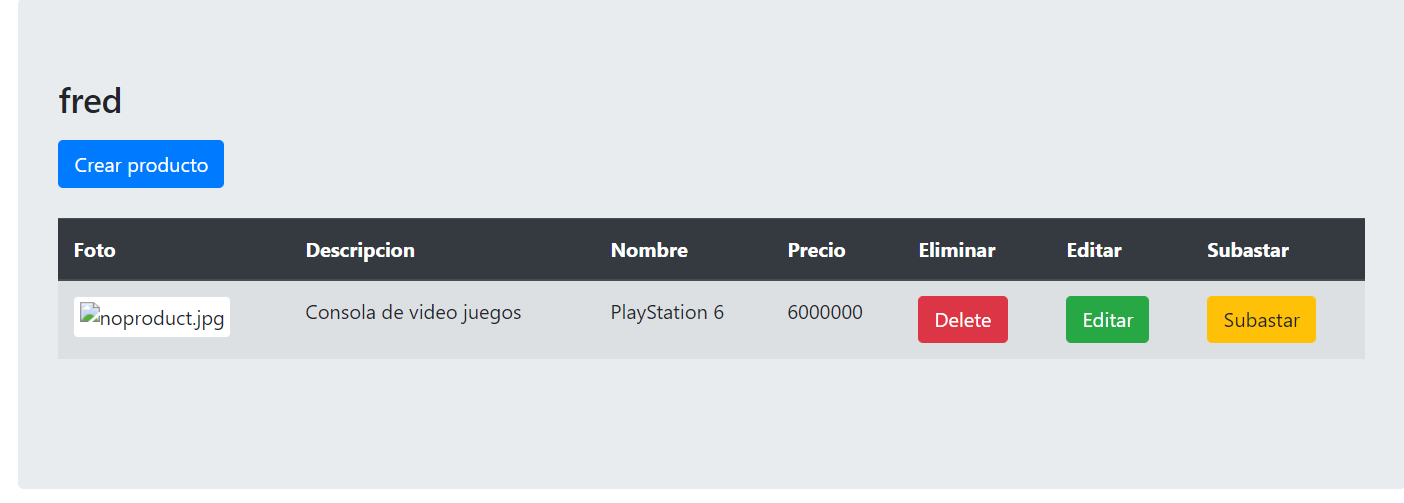 fred
Crear producto
Foto Descripcion Nombre Precio Eliminar Editar Subastar
noproduct.jpg Consola de video juegos PlayStation 6 6000000 Delete Editar Subastar